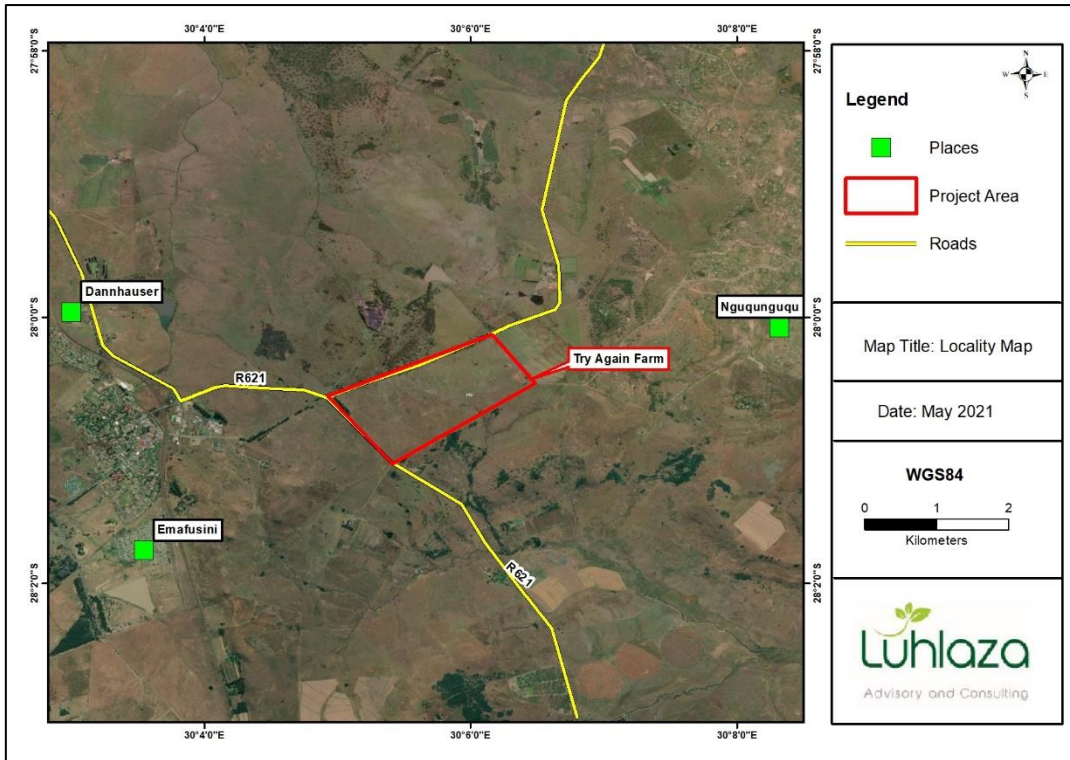 30°4'0"E
30°6'0"E
30°8'0"E
27°58'0"S
27°58'0"S
Dannhauser
Nguqunguqu
28°0'0"S
28°0'0"S
Try Again Farm
R621
Emafusini
R621
28°2'0"S
28°2'0"S
30°4'0"E
30°6'0"E
30°8'0"E
N
W
E
S
Legend
Places
Project Area
Roads
Map Title: Locality Map
Date: May 2021
WGS84
0 1 2
Kilometers
Luhlaza
Advisory and Consulting